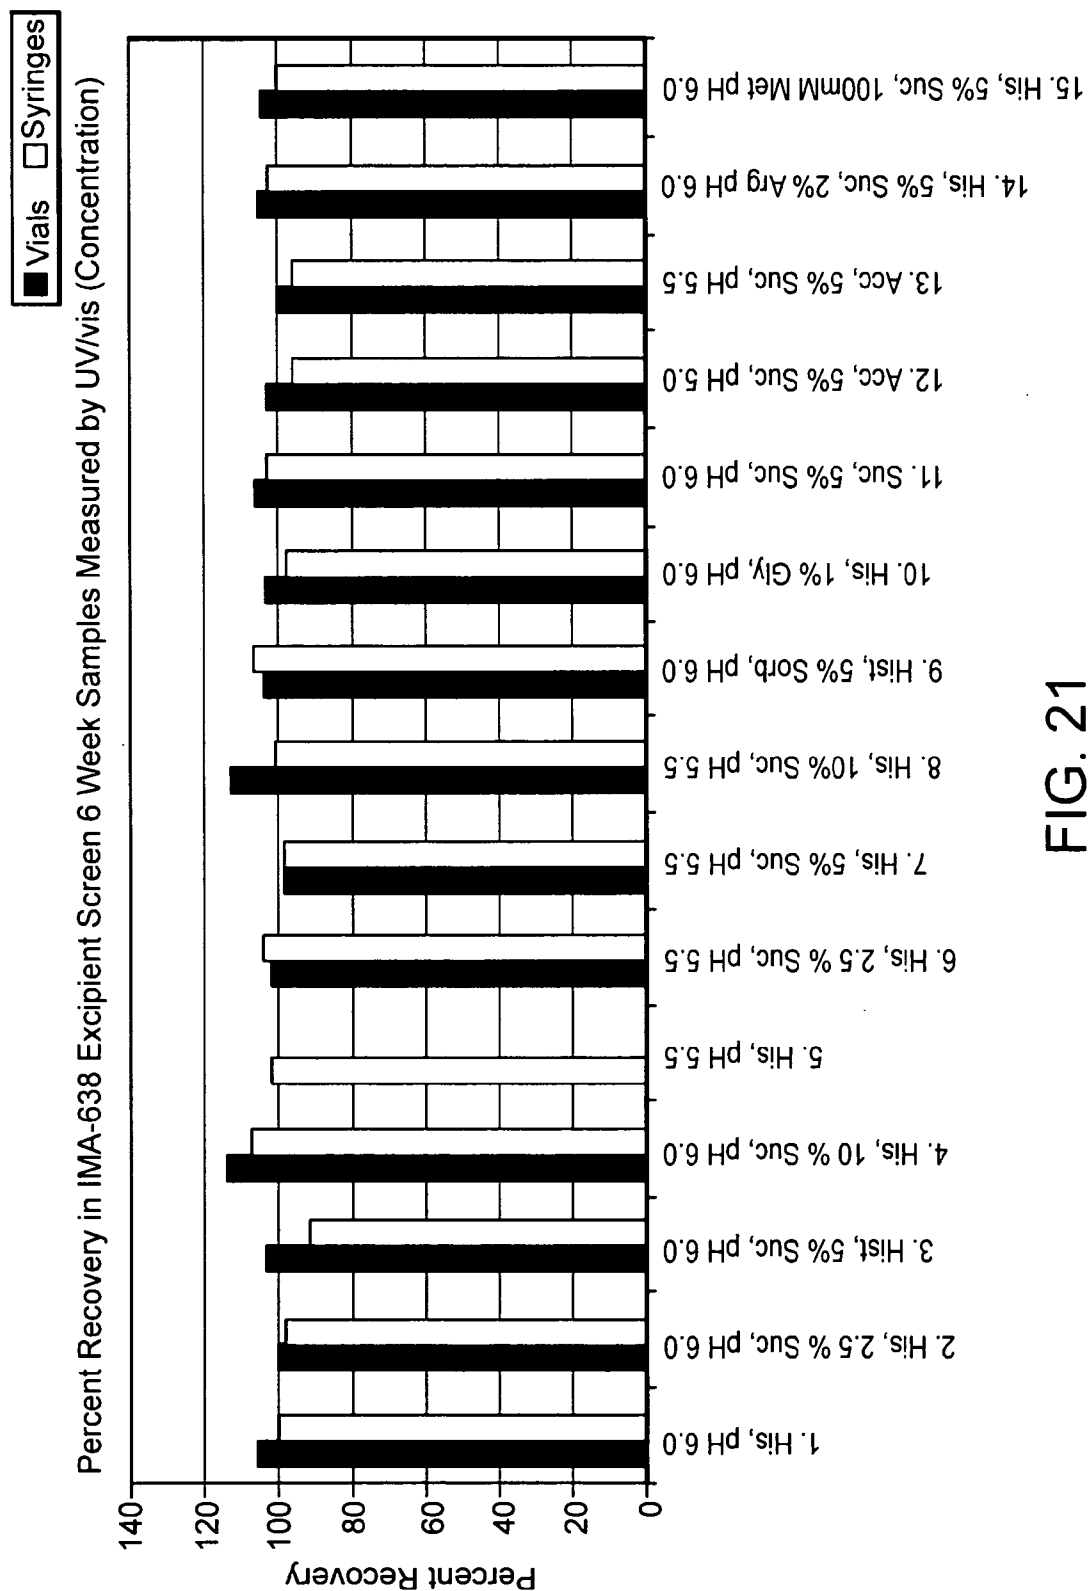 Vials Syringes
Percent Recovery in IMA-638 Excipient Screen 6 Week Samples Measured by UV/vis (Concentration)
Percent Recovery
140
120
100
80
60
40
20
0
1. His, pH 6.0
2. His, 2.5 % Suc, pH 6.0
3. Hist, 5% Suc, pH 6.0
4. His, 10 % Suc, pH 6.0
5. His, pH 5.5
6. His, 2.5 % Suc, pH 5.5
7. His, 5% Suc, pH 5.5
8. His, 10% Suc, pH 5.5
9. Hist, 5% Sorb, pH 6.0
10. His, 1% Gly, pH 6.0
11. Suc, 5% Suc, pH 6.0
12. Acc, 5% Suc, pH 5.0
13. Acc, 5% Suc, pH 5.5
14. His, 5% Suc, 2% Arg pH 6.0
15. His, 5% Suc, 100mM Met pH 6.0
FIG. 21